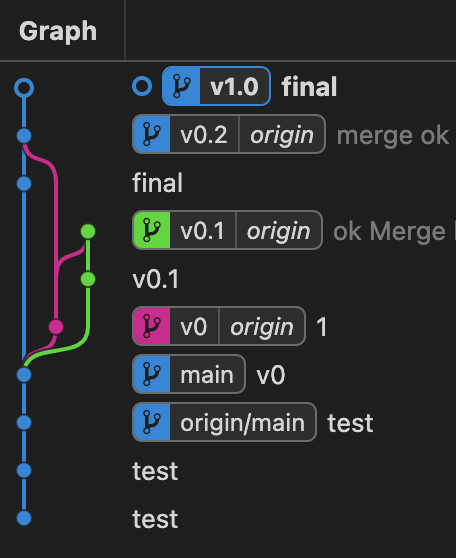 Graph
v1.0 final
v0.2 origin merge ok
final
v0.1 origin ok Merge
v0.1
v0 origin 1
main v0
origin/main test
test
test